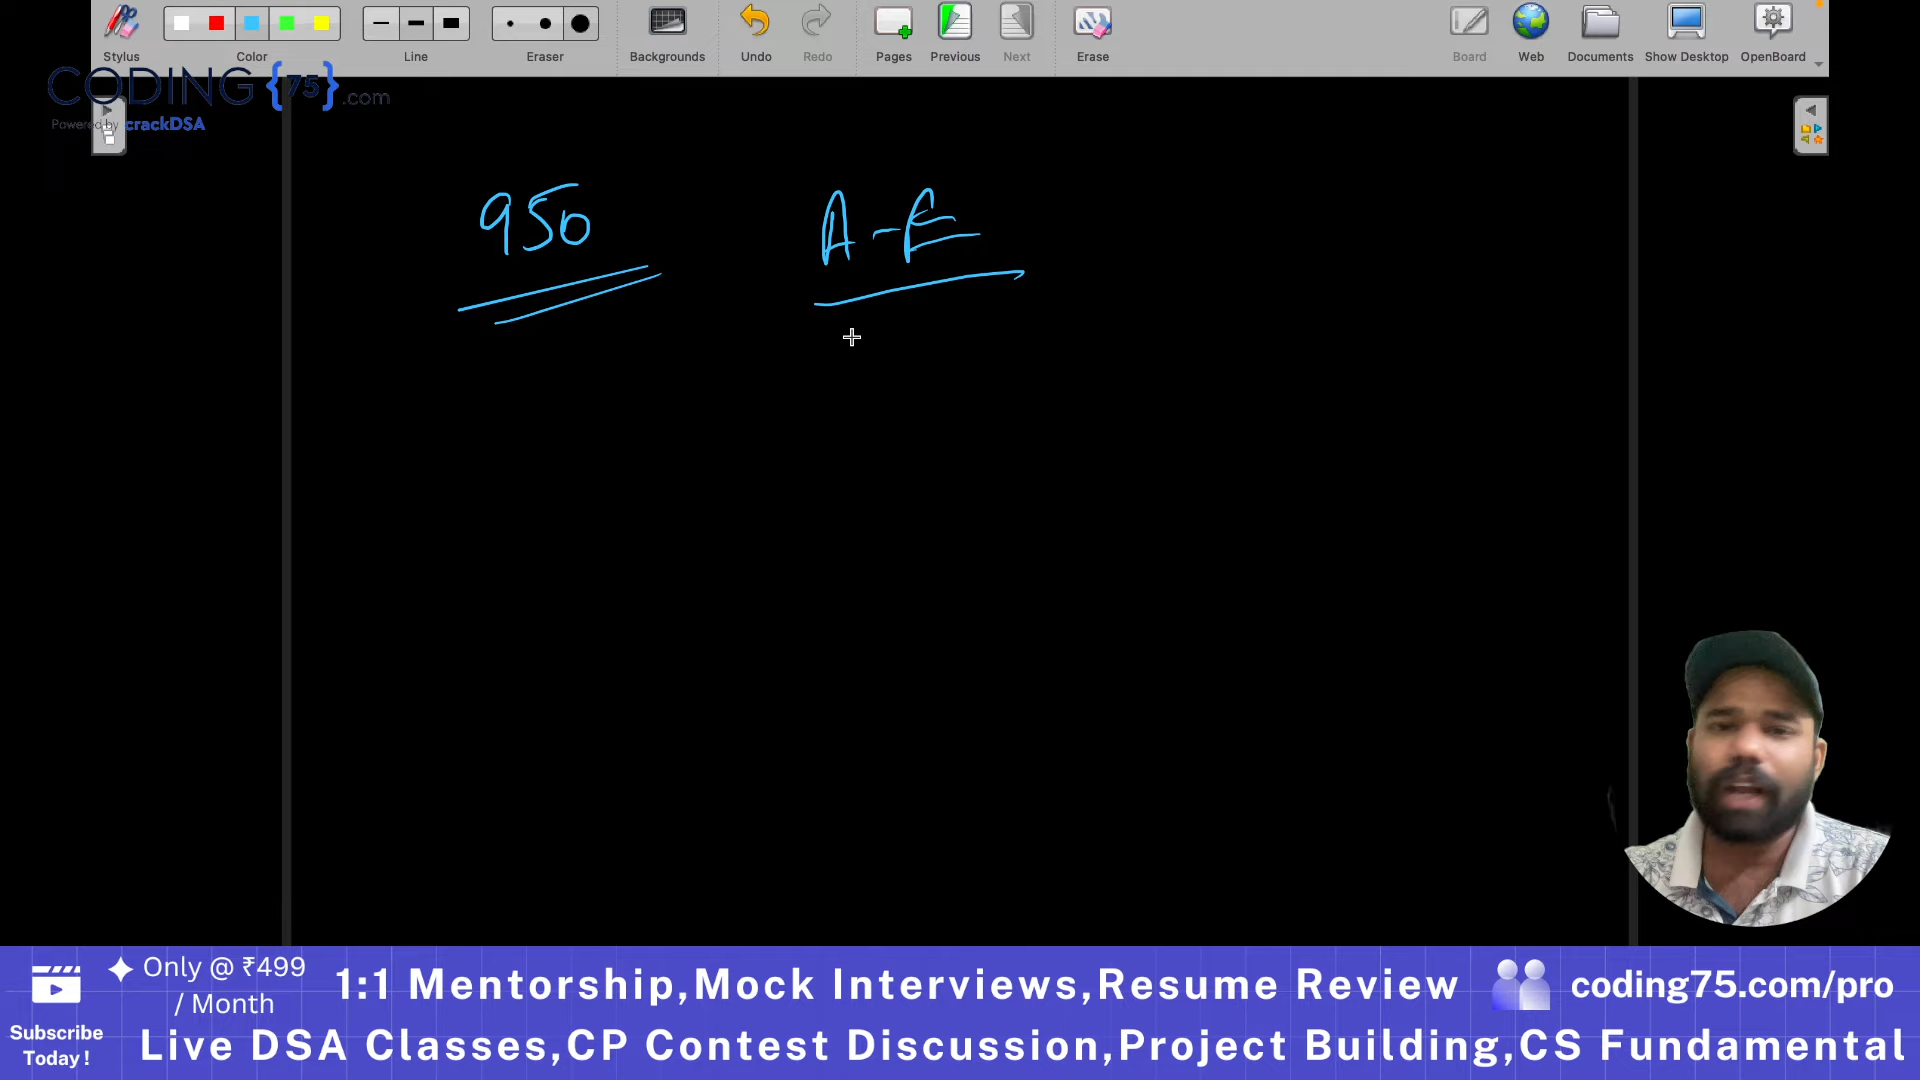 Stylus Color Line Eraser Backgrounds Undo Redo Pages Previous Next Erase Board Web Documents Show Desktop OpenBoard
CODING {75} .com
Powered by crackDSA
950 A-E
Only @ ₹499
/ Month
1:1 Mentorship,Mock Interviews,Resume Review
coding75.com/pro
Subscribe
Today !
Live DSA Classes,CP Contest Discussion,Project Building,CS Fundamental